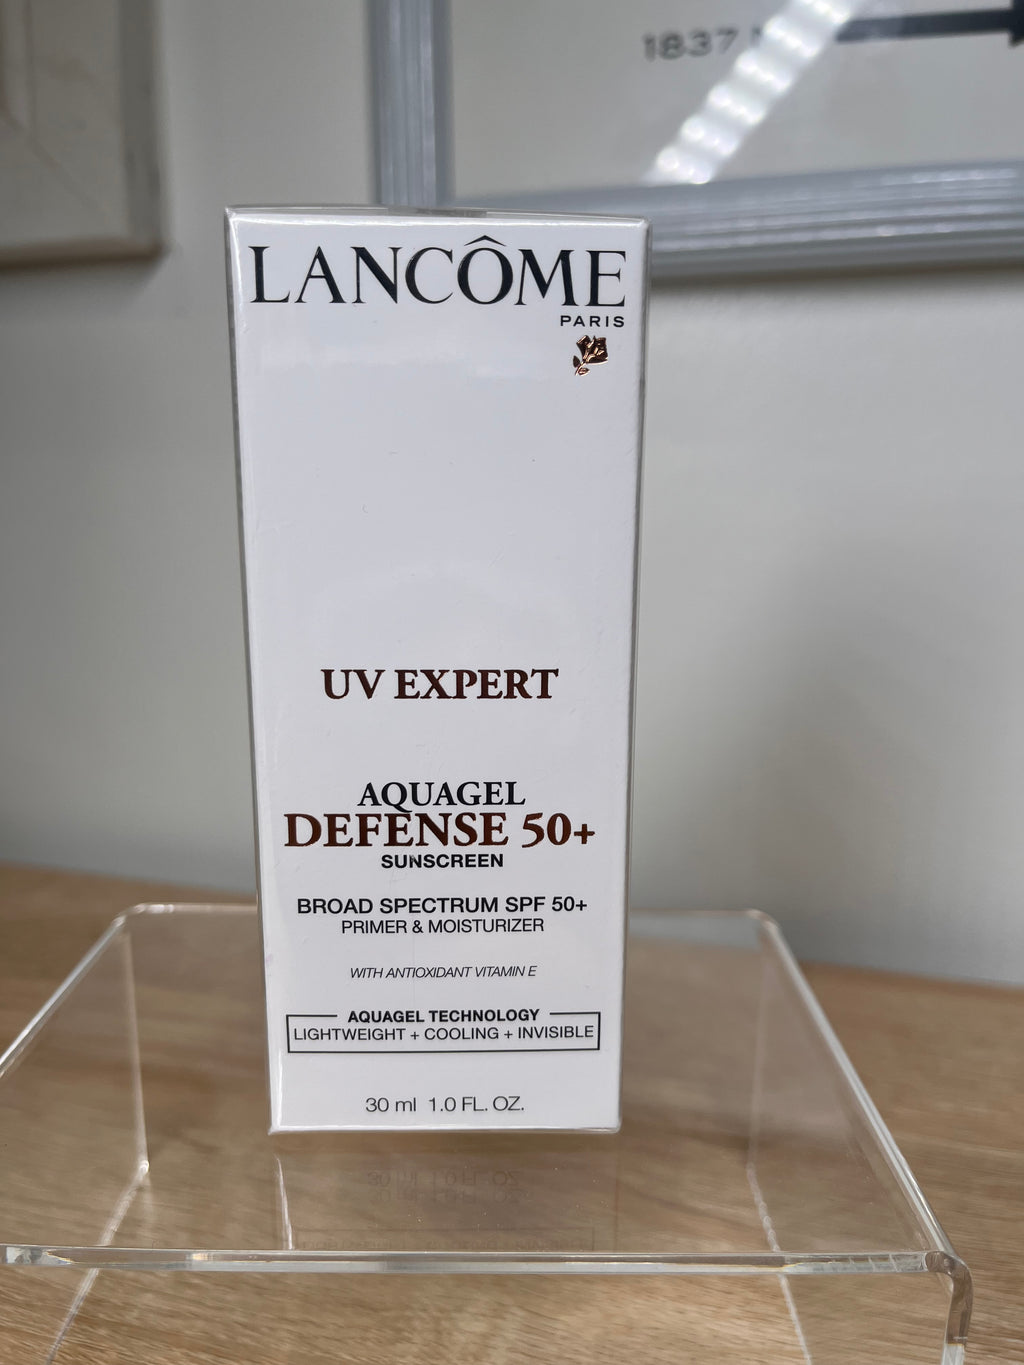 1837
LANCÔME
PARIS
UV EXPERT
AQUAGEL
DEFENSE 50+
SUNSCREEN
BROAD SPECTRUM SPF 50+
PRIMER & MOISTURIZER
WITH ANTIOXIDANT VITAMIN E
AQUAGEL TECHNOLOGY
LIGHTWEIGHT + COOLING + INVISIBLE
30 ml 1.0 FL. OZ.